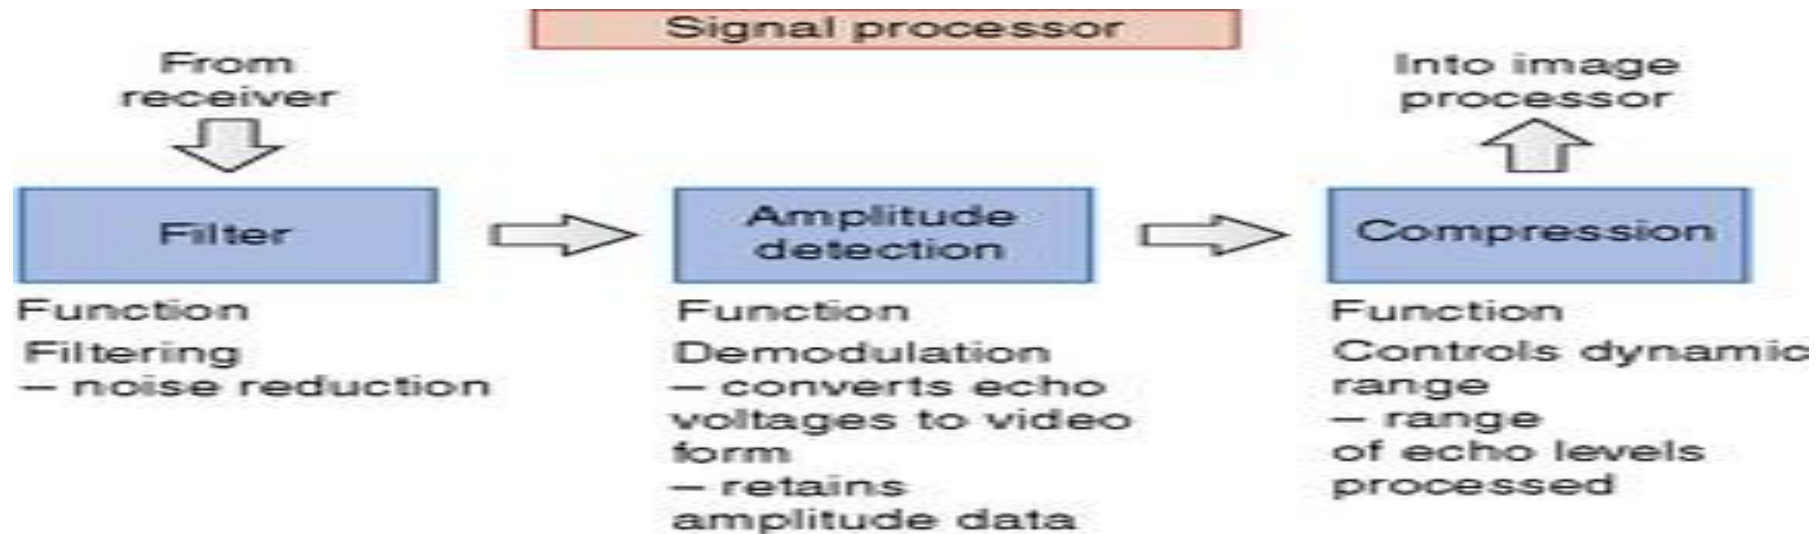 Signal processor
From
receiver
Into image
processor
Filter
Amplitude
detection
Compression
Function
Filtering
– noise reduction
Function
Demodulation
– converts echo
voltages to video
form
– retains
amplitude data
Function
Controls dynamic
range
– range
of echo levels
processed